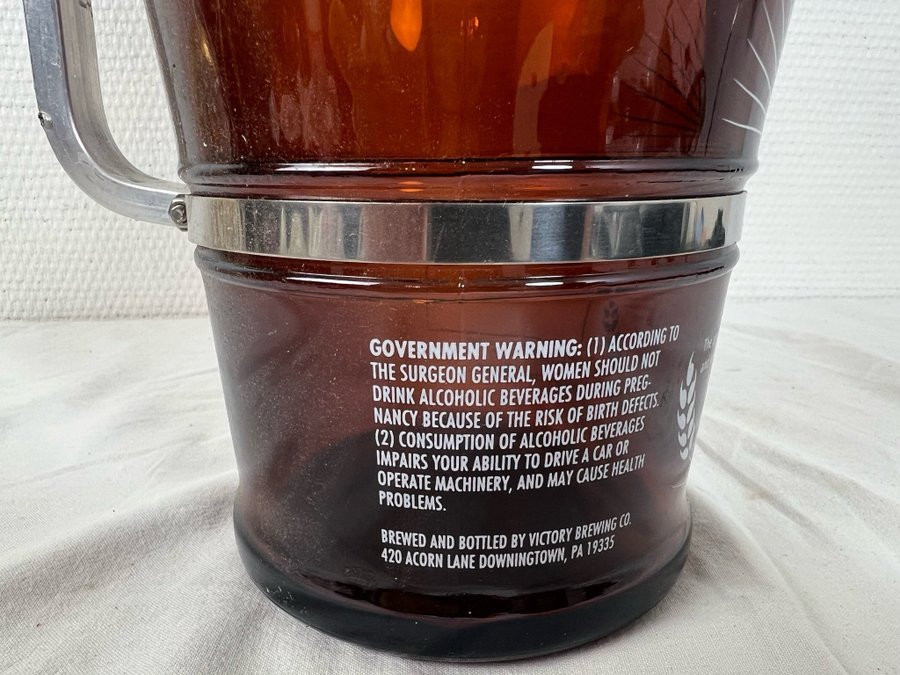 GOVERNMENT WARNING: (1) ACCORDING TO
THE SURGEON GENERAL, WOMEN SHOULD NOT
DRINK ALCOHOLIC BEVERAGES DURING PREG-
NANCY BECAUSE OF THE RISK OF BIRTH DEFECTS.
(2) CONSUMPTION OF ALCOHOLIC BEVERAGES
IMPAIRS YOUR ABILITY TO DRIVE A CAR OR
OPERATE MACHINERY, AND MAY CAUSE HEALTH
PROBLEMS.
BREWED AND BOTTLED BY VICTORY BREWING CO.
420 ACORN LANE DOWNINGTOWN, PA 19335
The